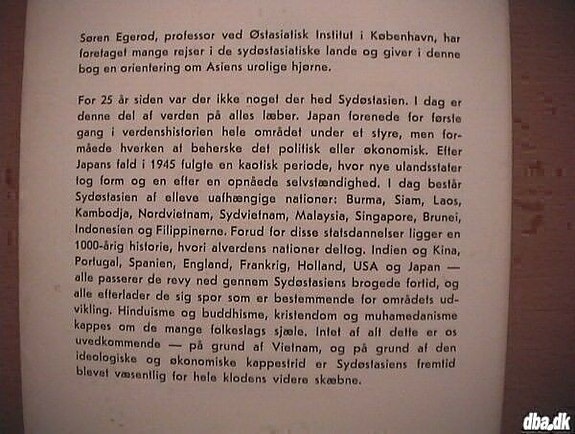 Søren Egerod, professor ved Østasiatisk Institut i København, har
foretaget mange rejser i de sydøstasiatiske lande og giver i denne
bog en orientering om Asiens urolige hjørne.
For 25 år siden var der ikke noget der hed Sydøstasien. I dag er
denne del af verden på alles læber. Japan forenede for første
gang i verdenshistorien hele området under et styre, men for-
måede hverken at beherske det politisk eller økonomisk. Efter
Japans fald i 1945 fulgte en kaotisk periode, hvor nye ulandsstater
tog form og en efter en opnåede selvstændighed. I dag består
Sydøstasien af elleve uafhængige nationer: Burma, Siam, Laos,
Kambodja, Nordvietnam, Sydvietnam, Malaysia, Singapore, Brunei,
Indonesien og Filippinerne. Forud for disse statsdannelser ligger en
1000-årig historie, hvori alverdens nationer deltog. Indien og Kina,
Portugal, Spanien, England, Frankrig, Holland, USA og Japan —
alle passerer de revy ned gennem Sydøstasiens brogede fortid, og
alle efterlader de sig spor som er bestemmende for områdets ud-
vikling. Hinduisme og buddhisme, kristendom og muhamedanisme
kappes om de mange folkeslags sjæle. Intet af alt dette er os
uvedkommende — på grund af Vietnam, og på grund af den
ideologiske og økonomiske kappestrid er Sydøstasiens fremtid
blevet væsentlig for hele klodens videre skæbne.
dba.dk